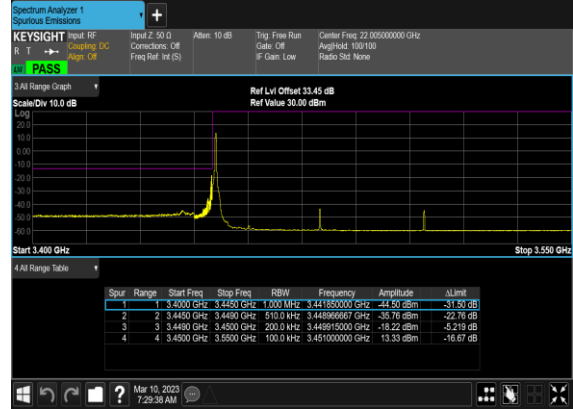 Spectrum Analyzer 1
Spurious Emissions
+
KEYSIGHT Input: RF Input Z: 50 Ω Atten: 10 dB Trig: Free Run Center Freq: 22.005000000 GHz
R T Coupling: DC Corrections: Off Gate: Off Avg|Hold: 100/100
Align: Off Freq Ref: Int (S) IF Gain: Low Radio Std: None
PASS
3 All Range Graph
Ref Lvl Offset 33.45 dB
Scale/Div 10.0 dB Ref Value 30.00 dBm
Log
20.0
10.0
0.00
-10.0
-20.0
-30.0
-40.0
-50.0
-60.0
Start 3.400 GHz Stop 3.550 GHz
4 All Range Table
Spur Range Start Freq Stop Freq RBW Frequency Amplitude ΔLimit
1 1 3.4000 GHz 3.4450 GHz 1.000 MHz 3.441850000 GHz -44.50 dBm -31.50 dB
2 2 3.4450 GHz 3.4490 GHz 510.0 kHz 3.448966667 GHz -35.76 dBm -22.76 dB
3 3 3.4490 GHz 3.4500 GHz 200.0 kHz 3.449915000 GHz -18.22 dBm -5.219 dB
4 4 3.4500 GHz 3.5500 GHz 100.0 kHz 3.451000000 GHz 13.33 dBm -16.67 dB
? Mar 10, 2023
7:29:38 AM